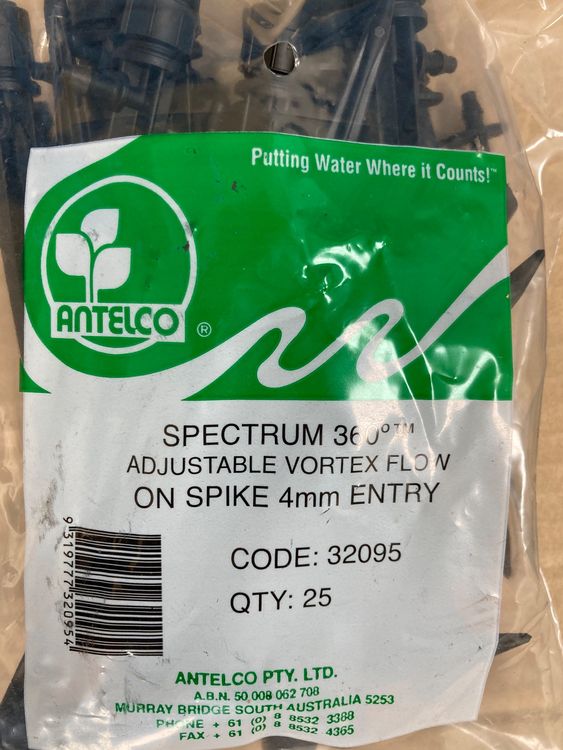 Putting Water Where it Counts!™
ANTELCO®
SPECTRUM 360°™
ADJUSTABLE VORTEX FLOW
ON SPIKE 4mm ENTRY
CODE: 32095
QTY: 25
9319777320954
ANTELCO PTY. LTD.
A.B.N. 50 008 062 708
MURRAY BRIDGE SOUTH AUSTRALIA 5253
PHONE + 61 (0) 8 8532 3388
FAX + 61 (0) 8 8532 4365